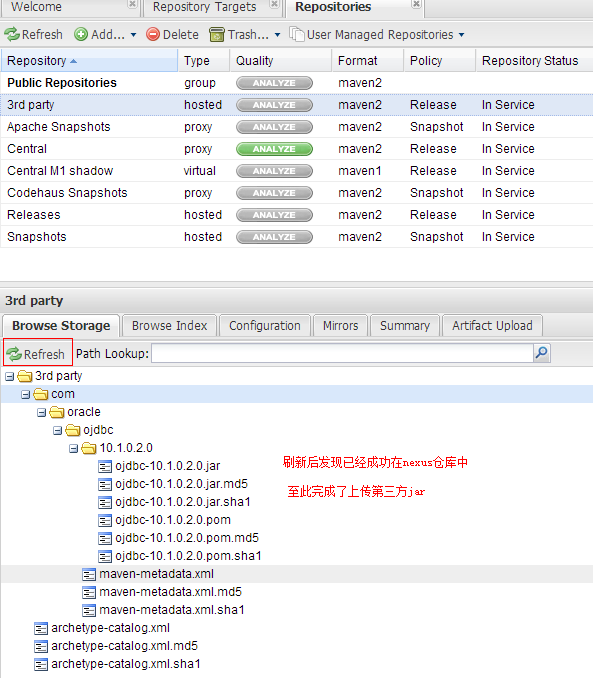 Welcome
Repository Targets
Repositories
Refresh Add... Delete Trash... User Managed Repositories
Repository Type Quality Format Policy Repository Status
Public Repositories group ANALYZE maven2
3rd party hosted ANALYZE maven2 Release In Service
Apache Snapshots proxy ANALYZE maven2 Snapshot In Service
Central proxy ANALYZE maven2 Release In Service
Central M1 shadow virtual ANALYZE maven1 Release In Service
Codehaus Snapshots proxy ANALYZE maven2 Snapshot In Service
Releases hosted ANALYZE maven2 Release In Service
Snapshots hosted ANALYZE maven2 Snapshot In Service
3rd party
Browse Storage Browse Index Configuration Mirrors Summary Artifact Upload
Refresh Path Lookup:
3rd party
com
oracle
ojdbc
10.1.0.2.0
ojdbc-10.1.0.2.0.jar
ojdbc-10.1.0.2.0.jar.md5
ojdbc-10.1.0.2.0.jar.sha1
ojdbc-10.1.0.2.0.pom
ojdbc-10.1.0.2.0.pom.md5
ojdbc-10.1.0.2.0.pom.sha1
maven-metadata.xml
maven-metadata.xml.md5
maven-metadata.xml.sha1
archetype-catalog.xml
archetype-catalog.xml.md5
archetype-catalog.xml.sha1
刷新后发现已经成功在nexus仓库中
至此完成了上传第三方jar